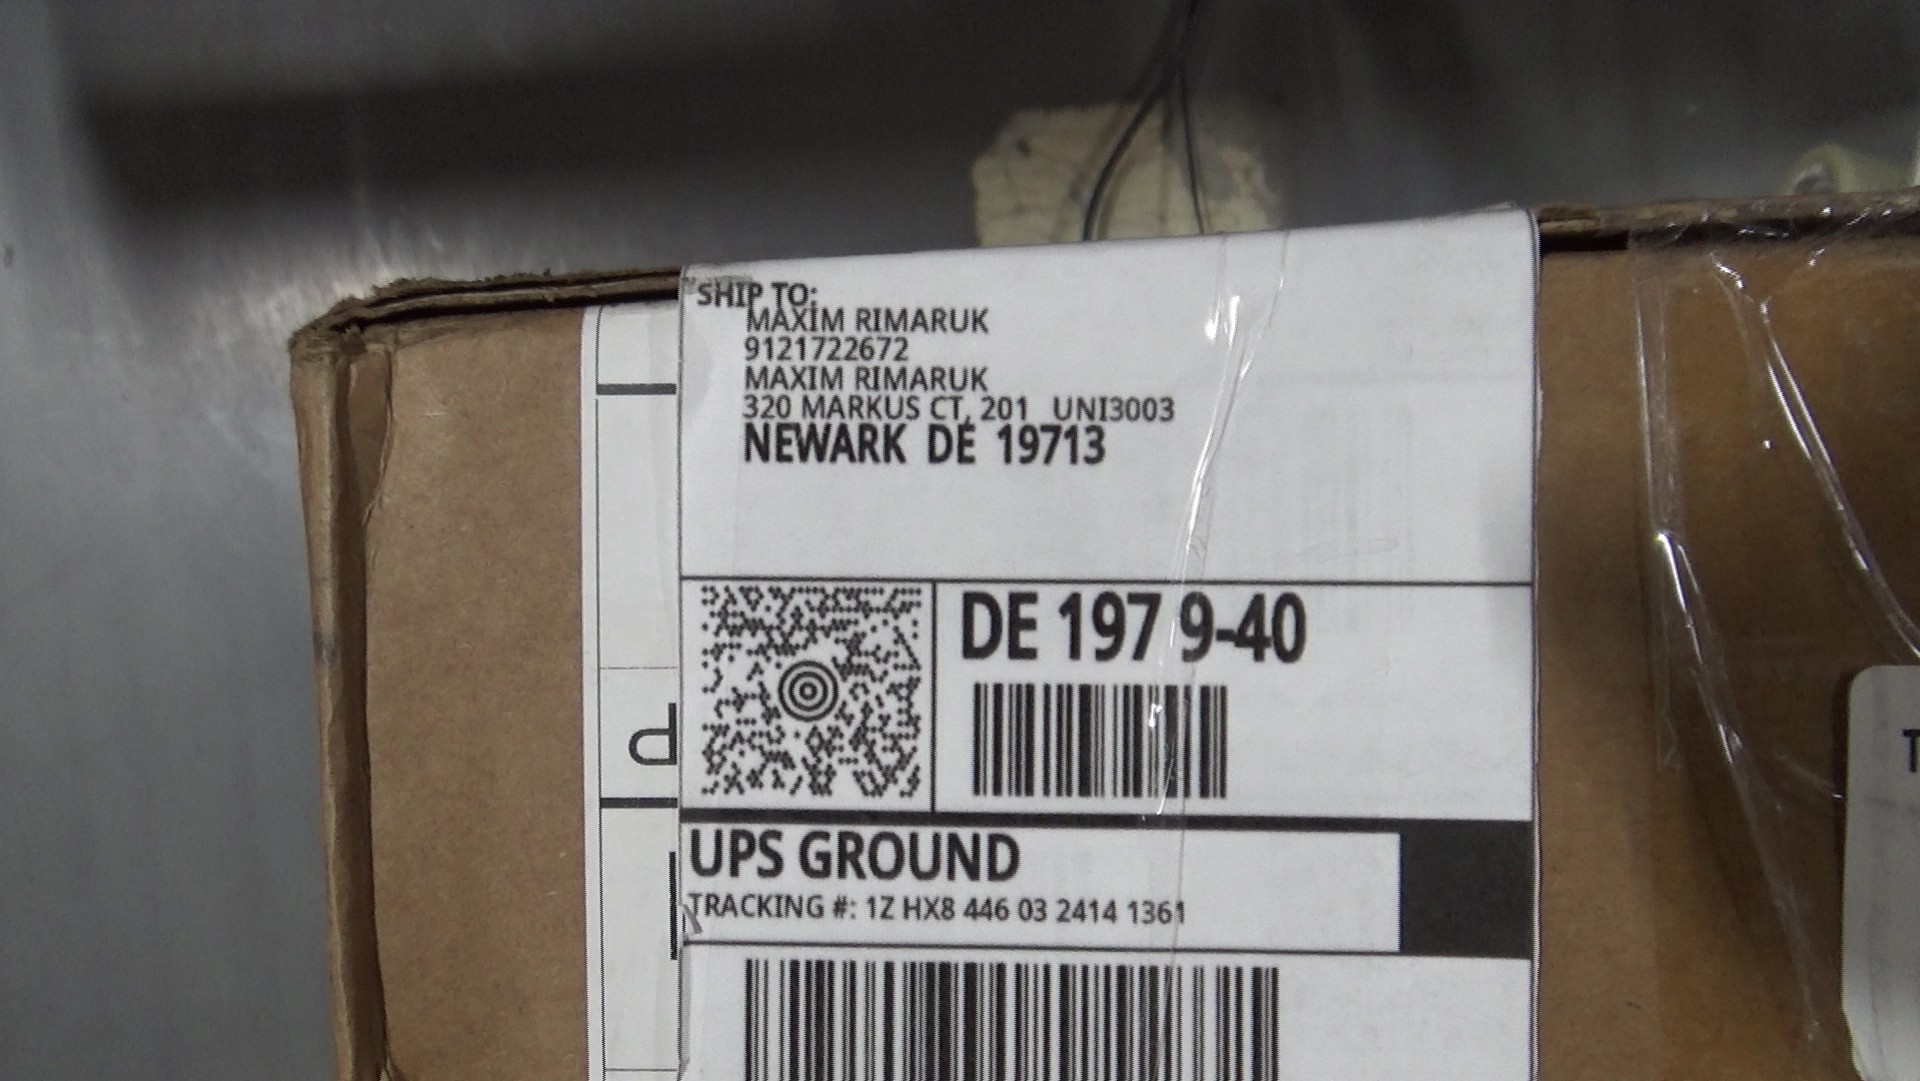 SHIP TO:
MAXIM RIMARUK
9121722672
MAXIM RIMARUK
320 MARKUS CT, 201 UNI3003
NEWARK DE 19713
DE 197 9-40
UPS GROUND
TRACKING #: 1Z HX8 446 03 2414 1361
P
T